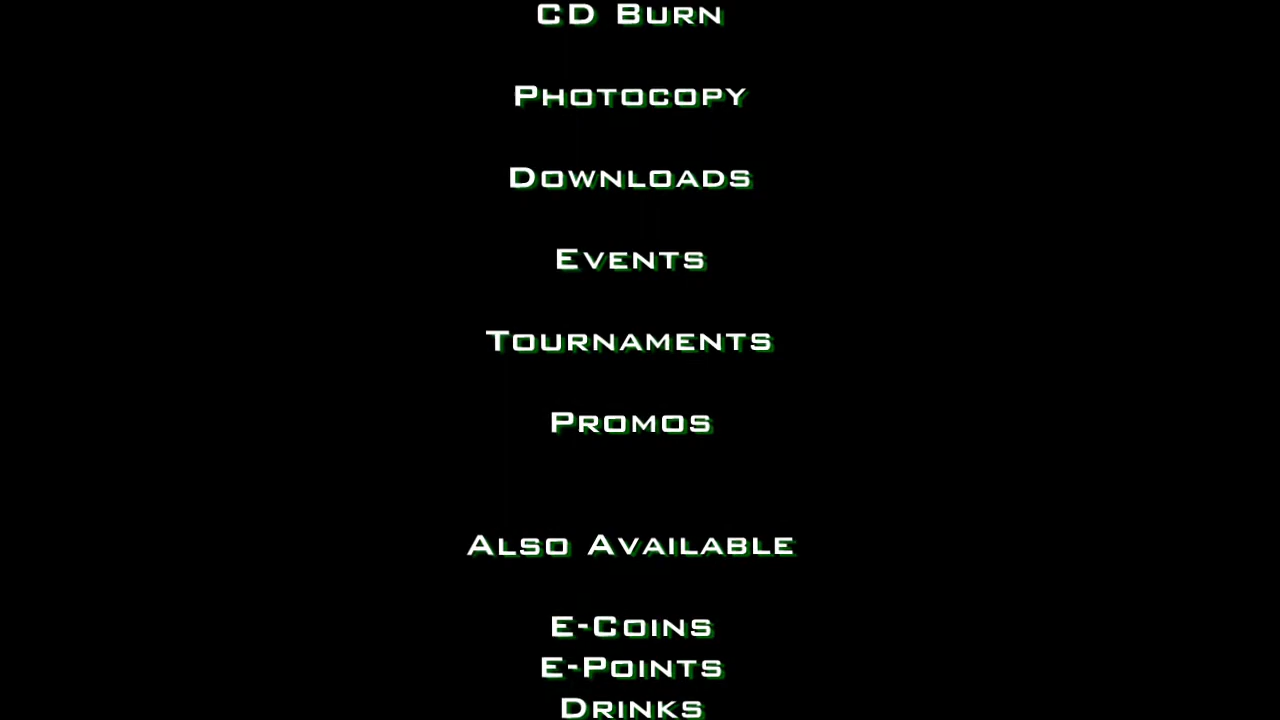 CD Burn
Photocopy
Downloads
Events
Tournaments
Promos
Also Available
E-Coins
E-Points
Drinks